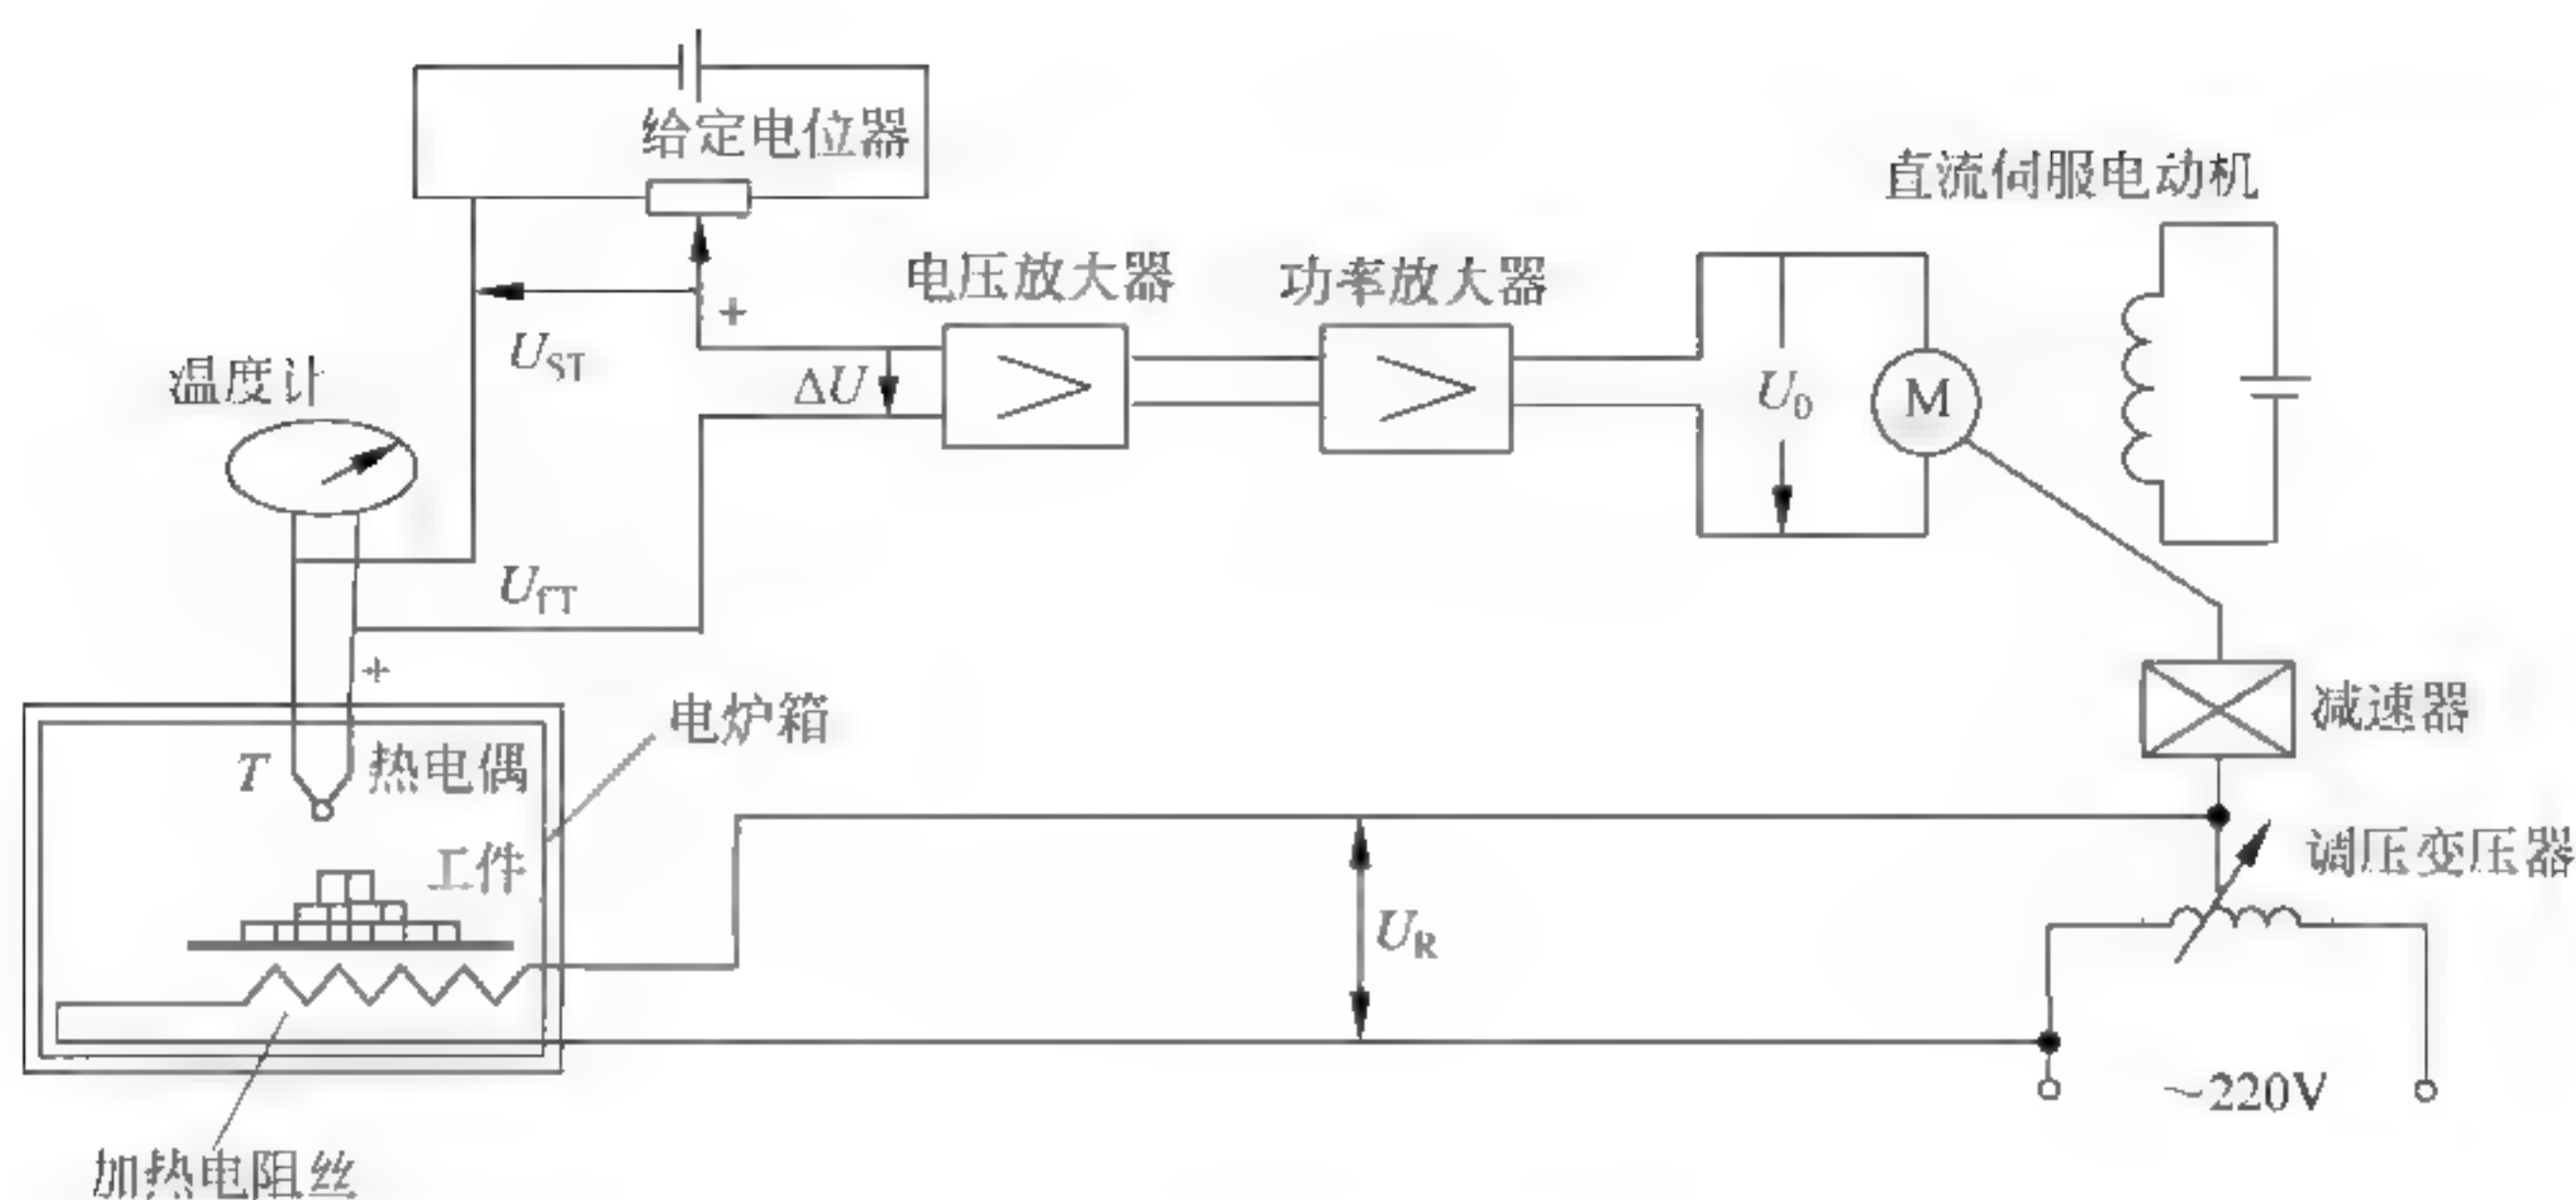 给定电位器
直流伺服电动机
电压放大器
功率放大器
+
U_ST
温度计
ΔU
U_0
M
U_fT
+
电炉箱
减速器
T
热电偶
工件
调压变压器
U_R
~220V
加热电阻丝